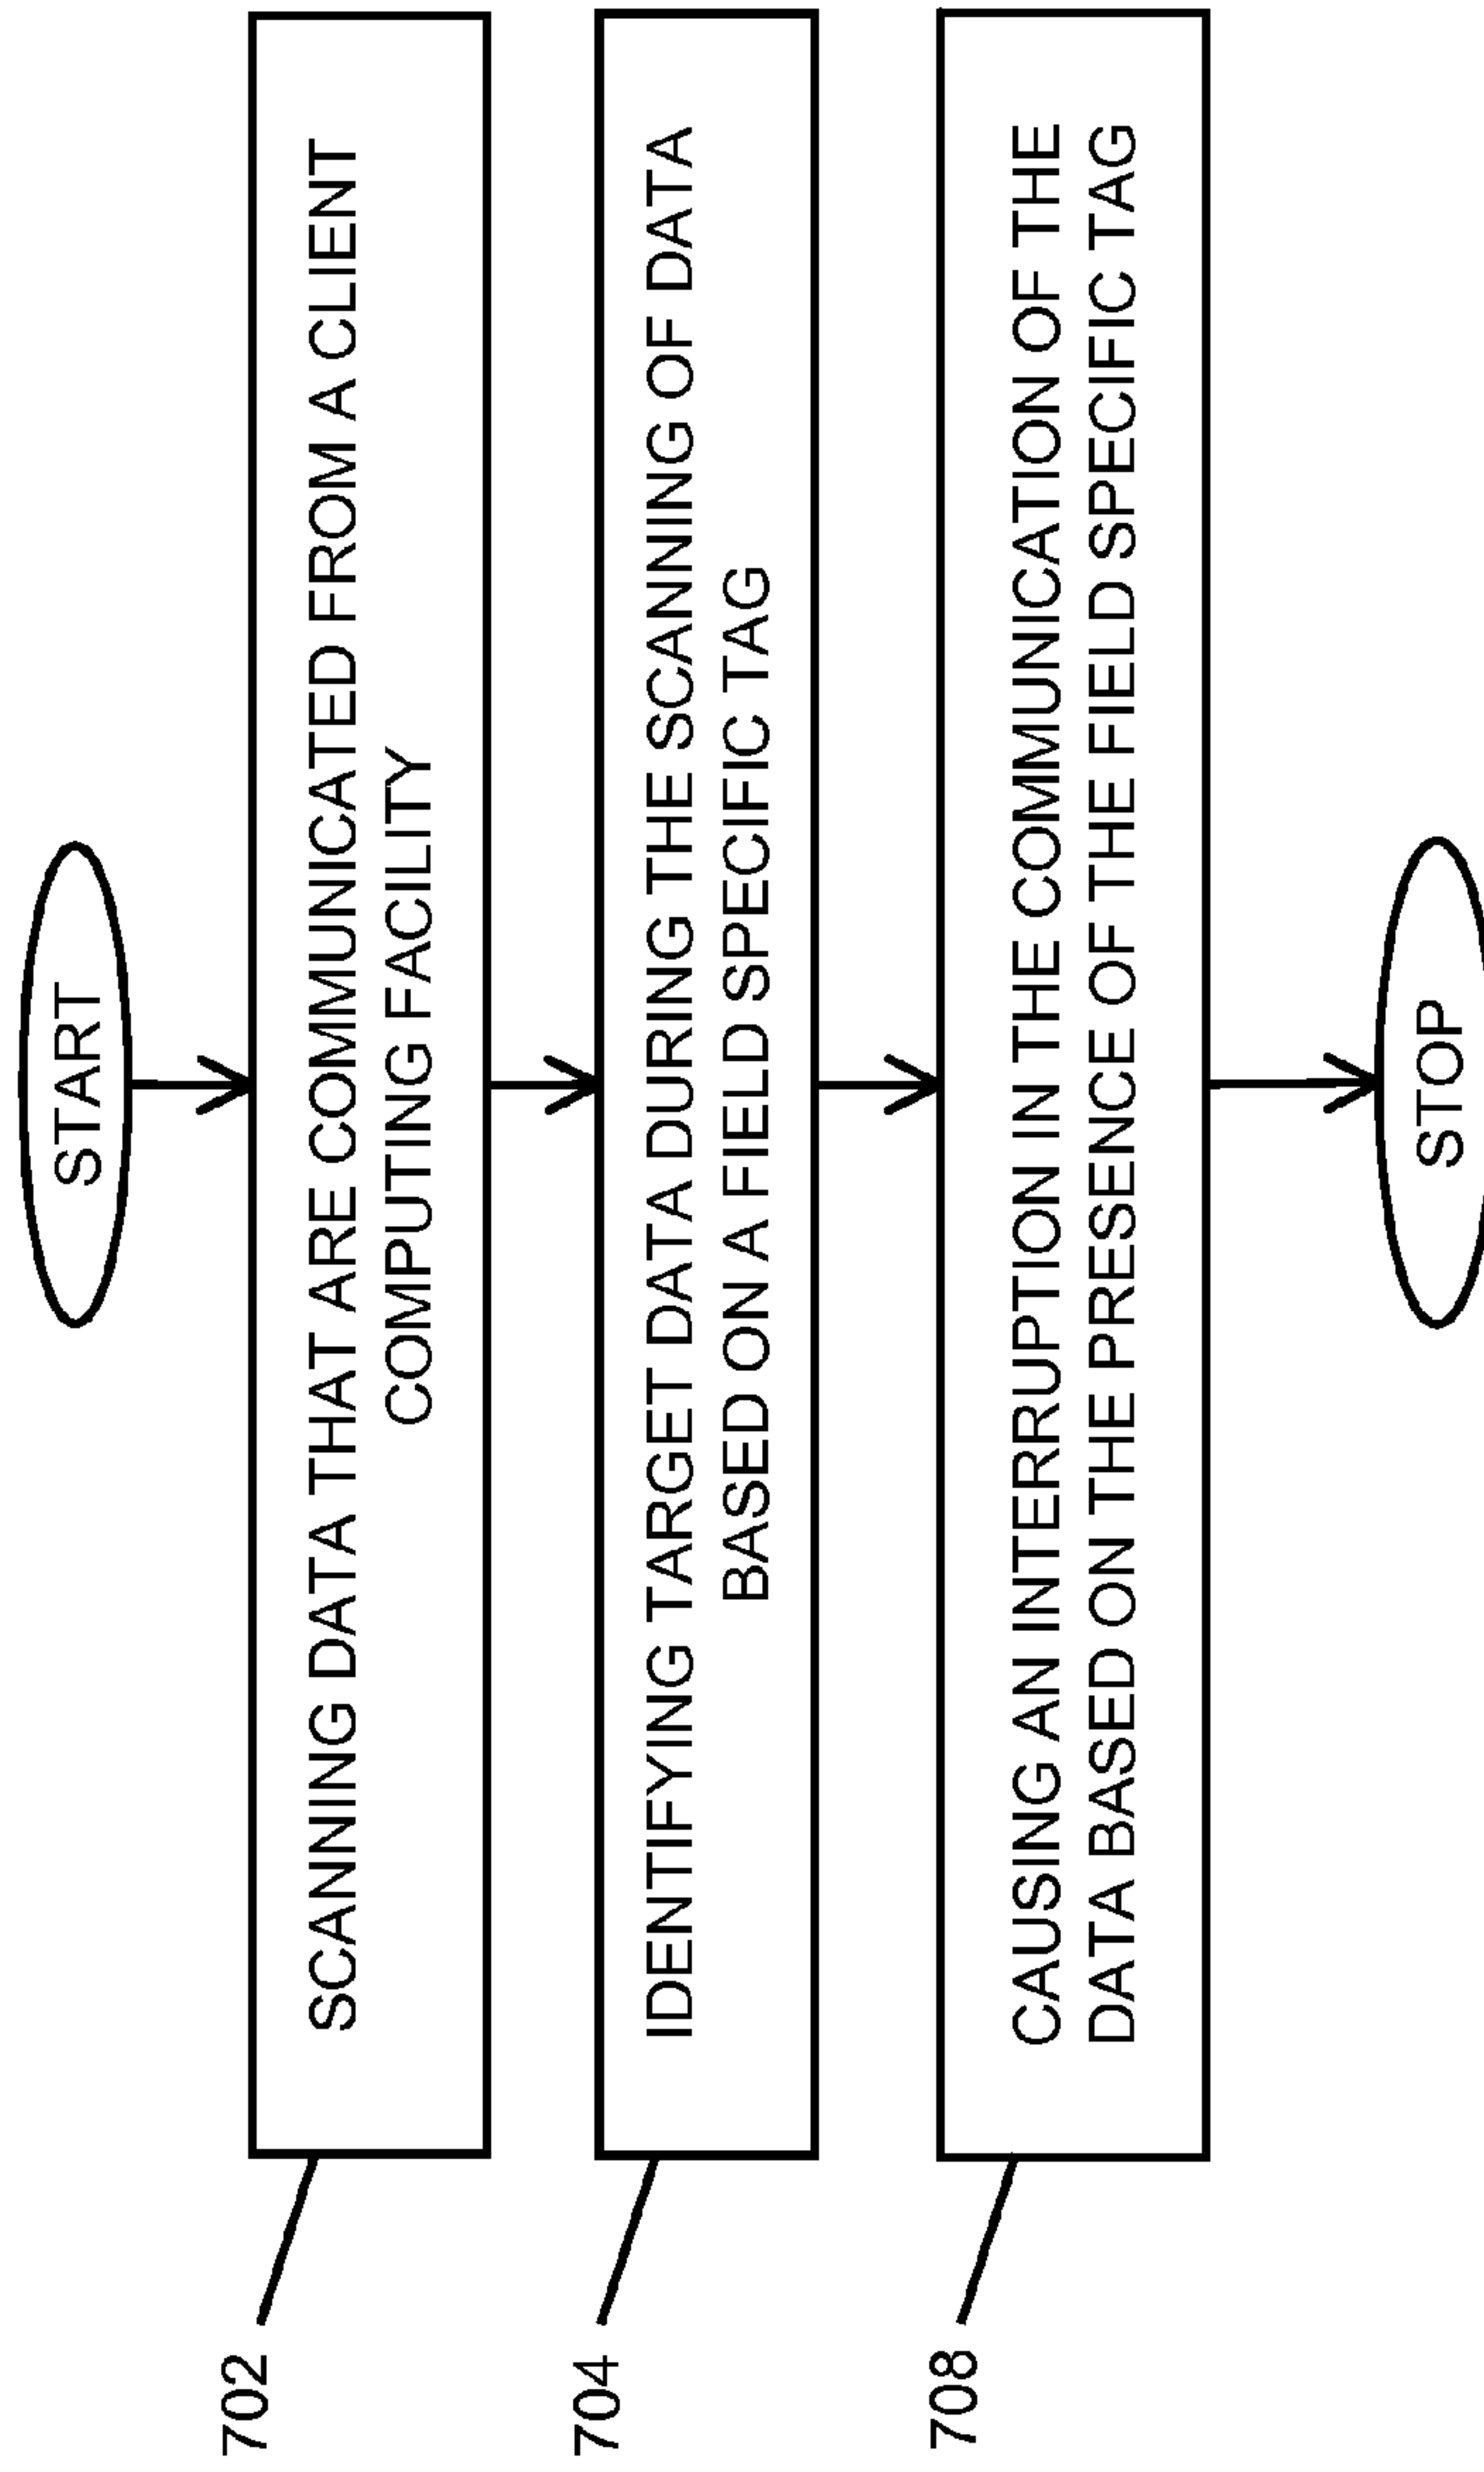 START
702
SCANNING DATA THAT ARE COMMUNICATED FROM A CLIENT
COMPUTING FACILITY
704
IDENTIFYING TARGET DATA DURING THE SCANNING OF DATA
BASED ON A FIELD SPECIFIC TAG
708
CAUSING AN INTERRUPTION IN THE COMMUNICATION OF THE
DATA BASED ON THE PRESENCE OF THE FIELD SPECIFIC TAG
STOP